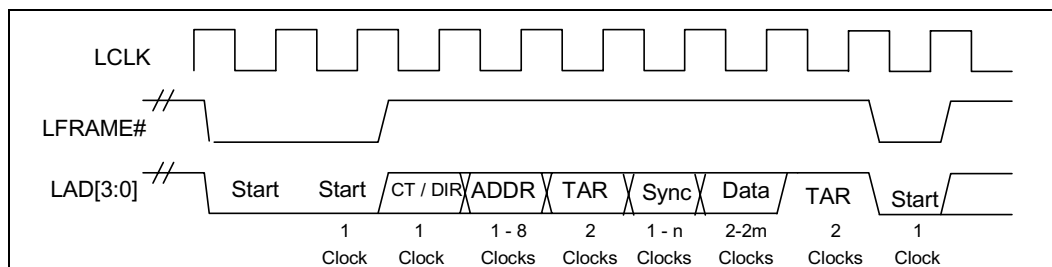 LCLK
LFRAME#
LAD[3:0] Start Start CT / DIR ADDR TAR Sync Data TAR Start
1 1 1 - 8 2 1 - n 2-2m 2 1
Clock Clock Clocks Clocks Clocks Clocks Clocks Clock